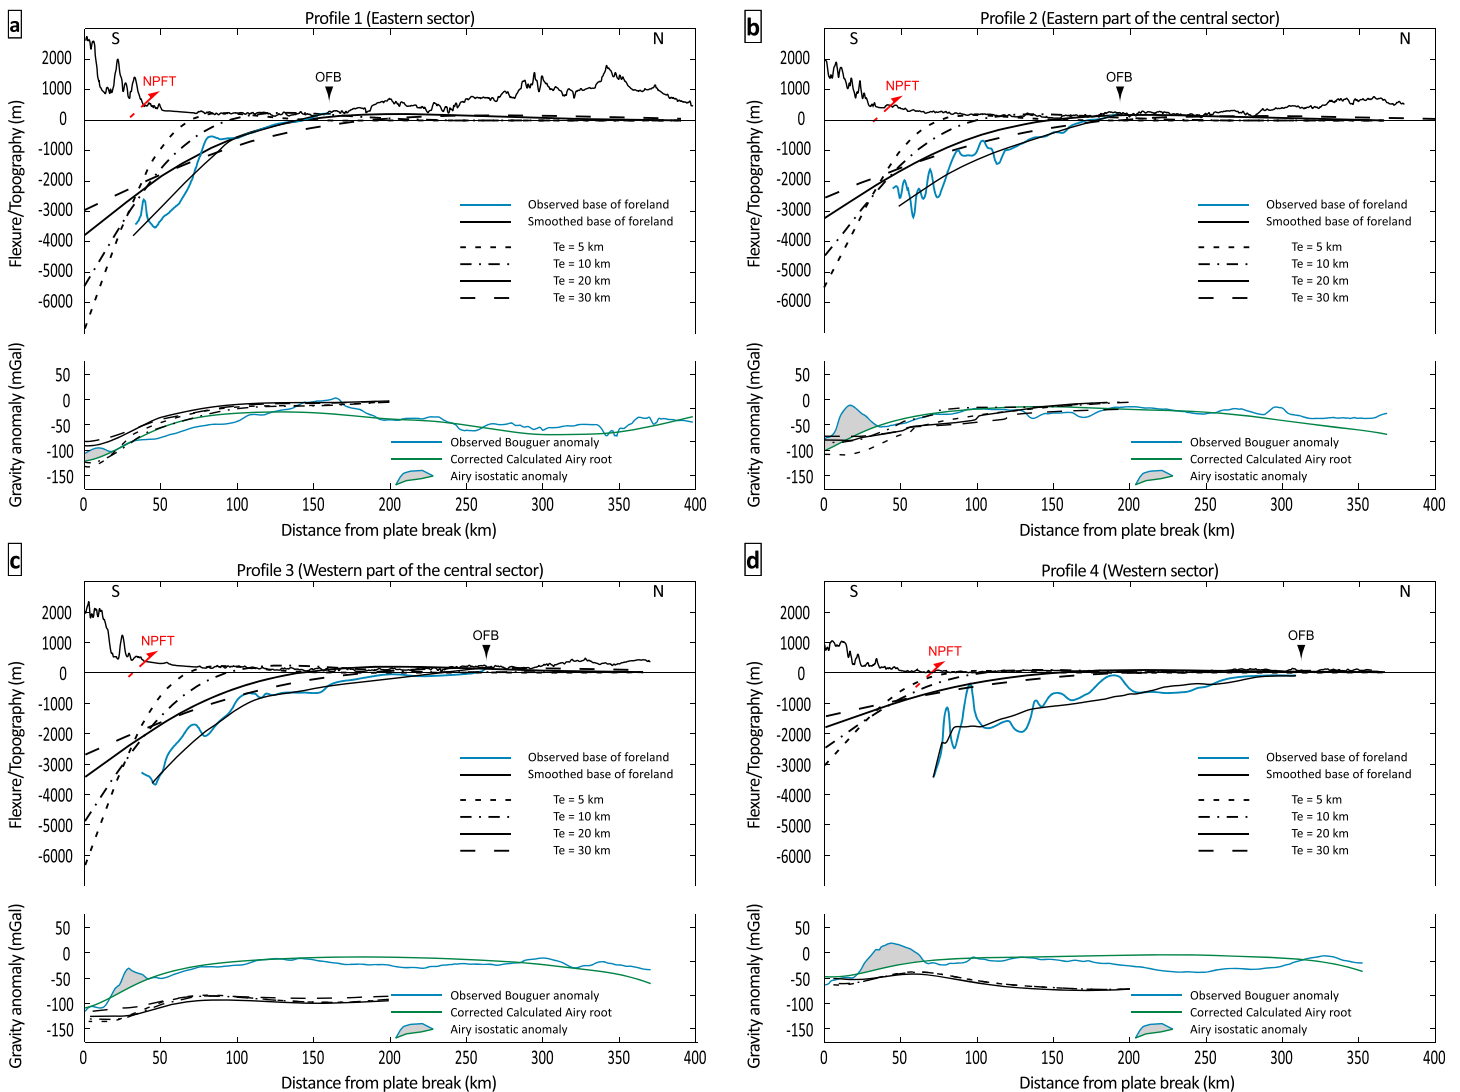 a
Profile 1 (Eastern sector)
S
N
NPFT
OFB
2000
1000
0
-1000
-2000
-3000
-4000
-5000
-6000
Flexure/Topography (m)
Observed base of foreland
Smoothed base of foreland
Te = 5 km
Te = 10 km
Te = 20 km
Te = 30 km
50
0
-50
-100
-150
Gravity anomaly (mGal)
Observed Bouguer anomaly
Corrected Calculated Airy root
Airy isostatic anomaly
0 50 100 150 200 250 300 350 400
Distance from plate break (km)
b
Profile 2 (Eastern part of the central sector)
S
N
NPFT
OFB
2000
1000
0
-1000
-2000
-3000
-4000
-5000
-6000
Flexure/Topography (m)
Observed base of foreland
Smoothed base of foreland
Te = 5 km
Te = 10 km
Te = 20 km
Te = 30 km
50
0
-50
-100
-150
Gravity anomaly (mGal)
Observed Bouguer anomaly
Corrected Calculated Airy root
Airy isostatic anomaly
0 50 100 150 200 250 300 350 400
Distance from plate break (km)
c
Profile 3 (Western part of the central sector)
S
N
NPFT
OFB
2000
1000
0
-1000
-2000
-3000
-4000
-5000
-6000
Flexure/Topography (m)
Observed base of foreland
Smoothed base of foreland
Te = 5 km
Te = 10 km
Te = 20 km
Te = 30 km
50
0
-50
-100
-150
Gravity anomaly (mGal)
Observed Bouguer anomaly
Corrected Calculated Airy root
Airy isostatic anomaly
0 50 100 150 200 250 300 350 400
Distance from plate break (km)
d
Profile 4 (Western sector)
S
N
NPFT
OFB
2000
1000
0
-1000
-2000
-3000
-4000
-5000
-6000
Flexure/Topography (m)
Observed base of foreland
Smoothed base of foreland
Te = 5 km
Te = 10 km
Te = 20 km
Te = 30 km
50
0
-50
-100
-150
Gravity anomaly (mGal)
Observed Bouguer anomaly
Corrected Calculated Airy root
Airy isostatic anomaly
0 50 100 150 200 250 300 350 400
Distance from plate break (km)